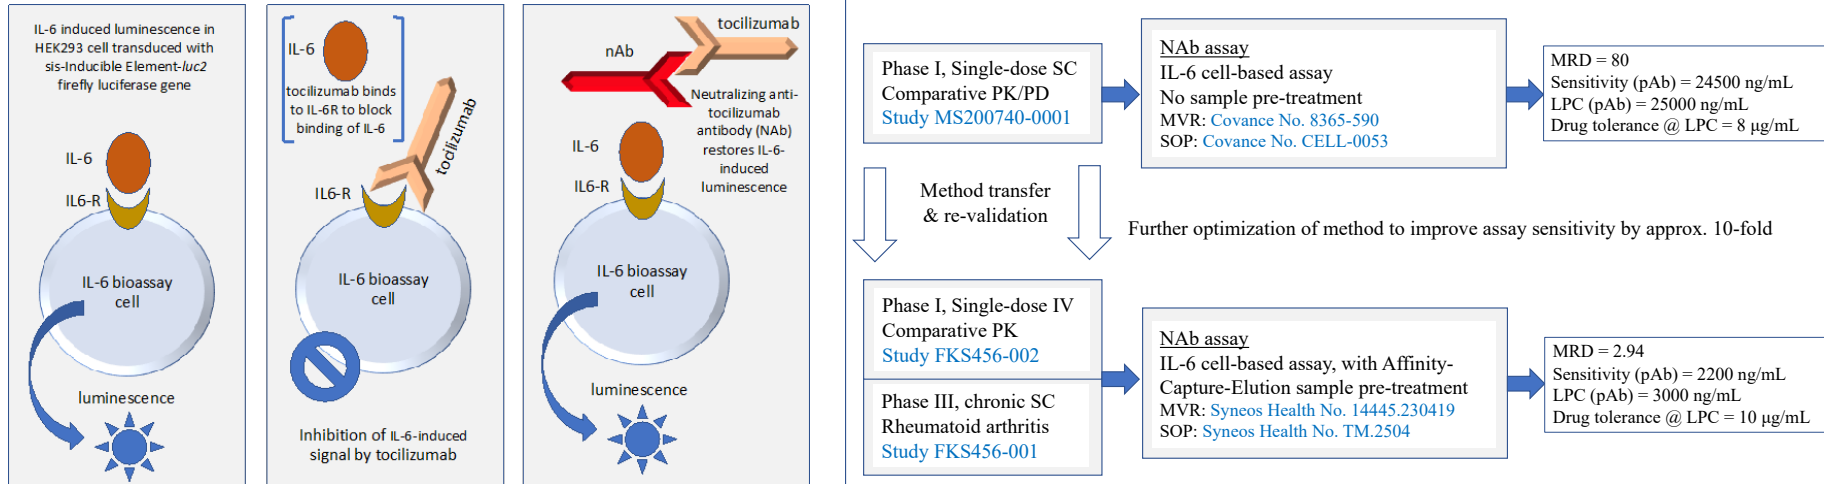 IL-6 induced luminescence in
HEK293 cell transduced with
sis-Inducible Element-luc2
firefly luciferase gene
IL-6
IL6-R
IL-6 bioassay
cell
luminescence
IL-6
tocilizumab binds
to IL-6R to block
binding of IL-6
tocilizumab
IL6-R
IL-6 bioassay
cell
Inhibition of IL-6-induced
signal by tocilizumab
tocilizumab
nAb
Neutralizing anti-
tocilizumab
antibody (NAb)
restores IL-6-
induced
luminescence
IL-6
IL6-R
IL-6 bioassay
cell
luminescence
Phase I, Single-dose SC
Comparative PK/PD
Study MS200740-0001
NAb assay
IL-6 cell-based assay
No sample pre-treatment
MVR: Covance No. 8365-590
SOP: Covance No. CELL-0053
MRD = 80
Sensitivity (pAb) = 24500 ng/mL
LPC (pAb) = 25000 ng/mL
Drug tolerance @ LPC = 8 µg/mL
Method transfer
& re-validation
Further optimization of method to improve assay sensitivity by approx. 10-fold
Phase I, Single-dose IV
Comparative PK
Study FKS456-002
Phase III, chronic SC
Rheumatoid arthritis
Study FKS456-001
NAb assay
IL-6 cell-based assay, with Affinity-
Capture-Elution sample pre-treatment
MVR: Syneos Health No. 14445.230419
SOP: Syneos Health No. TM.2504
MRD = 2.94
Sensitivity (pAb) = 2200 ng/mL
LPC (pAb) = 3000 ng/mL
Drug tolerance @ LPC = 10 µg/mL